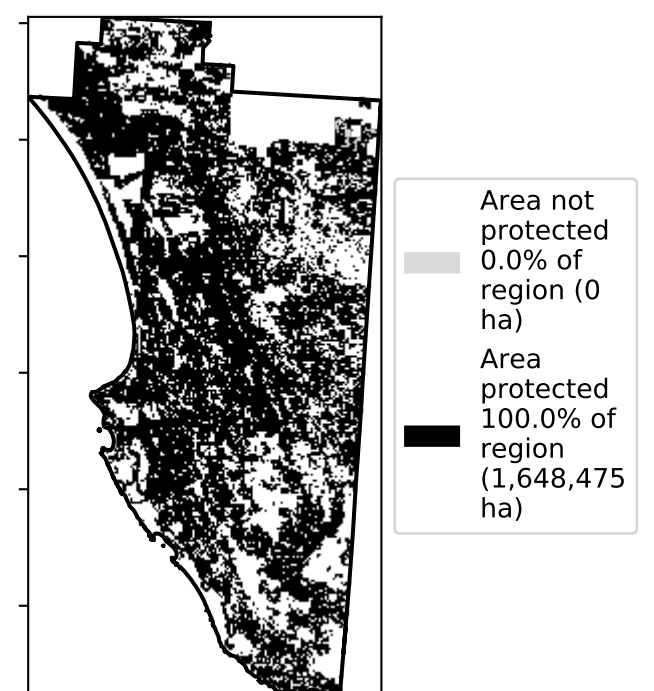 Area not
protected
0.0% of
region (0
ha)
Area
protected
100.0% of
region
(1,648,475
ha)